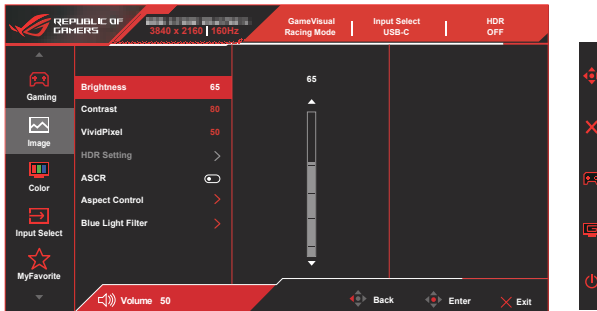 REPUBLIC OF
GAMERS
3840 x 2160 160Hz
GameVisual
Racing Mode
Input Select
USB-C
HDR
OFF
Gaming
Image
Color
Input Select
MyFavorite
Brightness 65
Contrast 80
VividPixel 50
HDR Setting
ASCR
Aspect Control
Blue Light Filter
65
Volume 50
Back
Enter
Exit